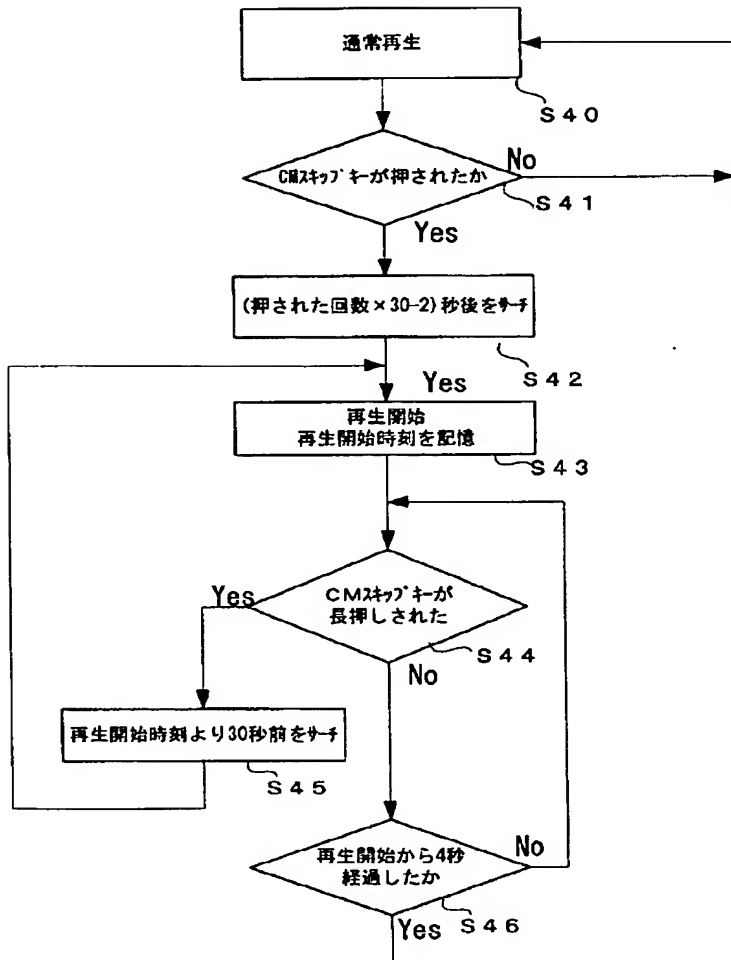 通常再生
S40
CMスキップキーが押されたか
No
S41
Yes
(押された回数×30-2)秒後をサーチ
S42
Yes
再生開始
再生開始時刻を記憶
S43
CMスキップキーが
長押しされた
Yes
S44
No
再生開始時刻より30秒前をサーチ
S45
再生開始から4秒
経過したか
No
S46
Yes